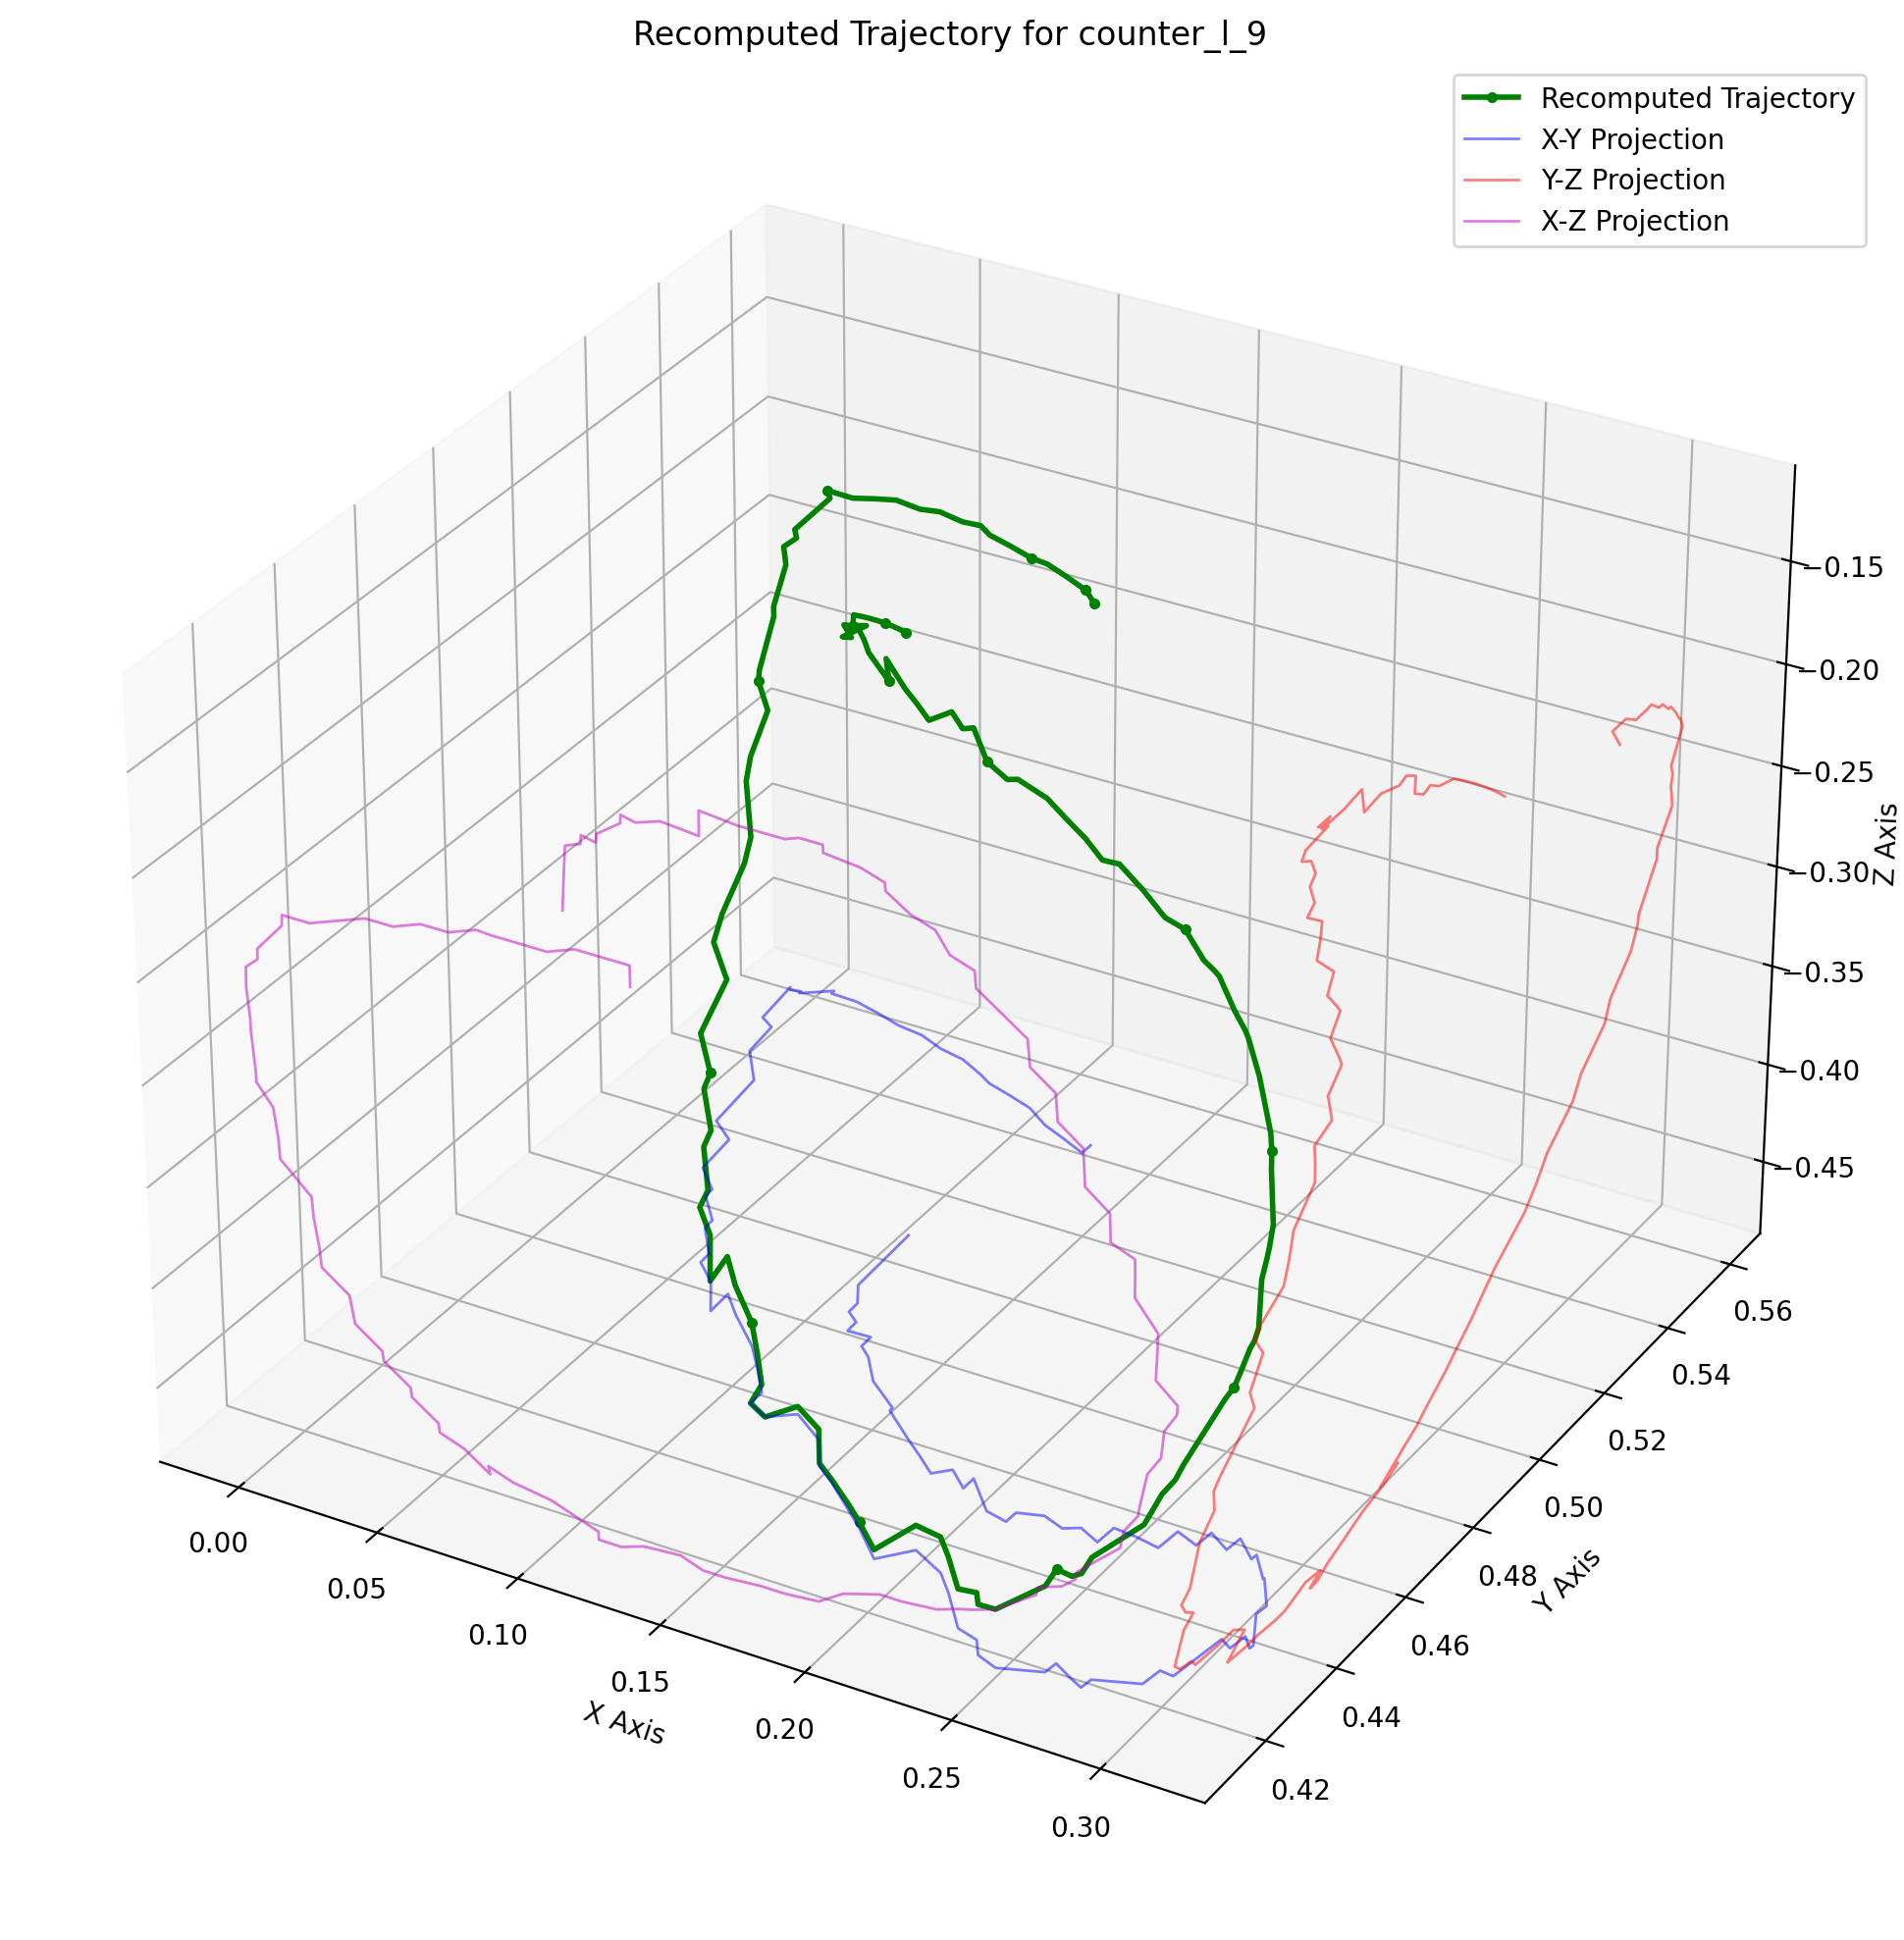 Recomputed Trajectory for counter_l_9
Recomputed Trajectory
X-Y Projection
Y-Z Projection
X-Z Projection
−0.15
−0.20
−0.25
−0.30
−0.35
−0.40
−0.45
Z Axis
0.56
0.54
0.52
0.50
0.48
0.46
0.44
0.42
Y Axis
0.00
0.05
0.10
0.15
0.20
0.25
0.30
X Axis